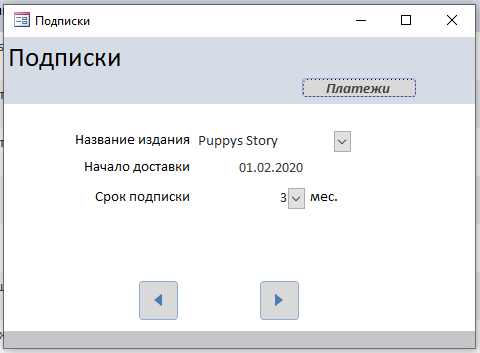 Подписки
Подписки
Платежи
Название издания Puppys Story
Начало доставки 01.02.2020
Срок подписки 3 мес.